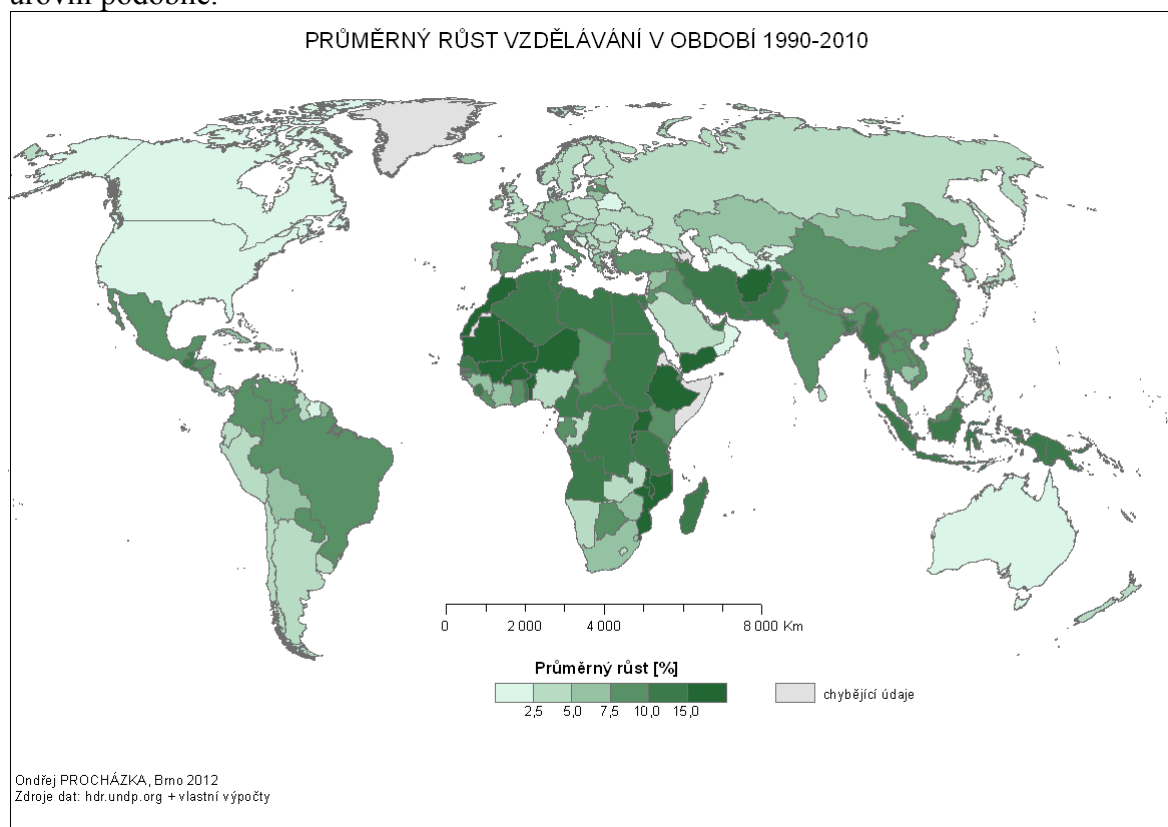 úrovni podobné.
PRŮMĚRNÝ RŮST VZDĚLÁVÁNÍ V OBDOBÍ 1990-2010
0 2 000 4 000 8 000 Km
Průměrný růst [%]
2,5 5,0 7,5 10,0 15,0
chybějící údaje
Ondřej PROCHÁZKA, Brno 2012
Zdroje dat: hdr.undp.org + vlastní výpočty